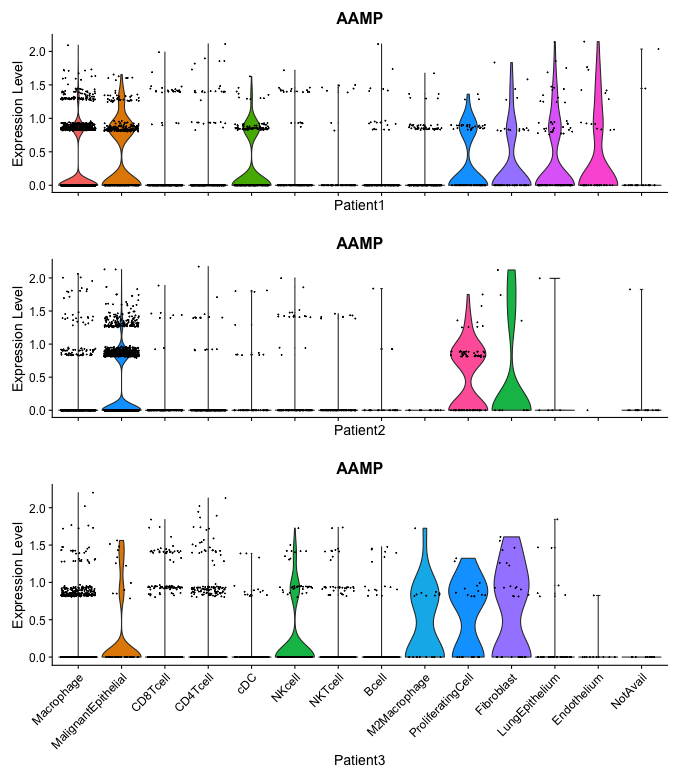 AAMP
Expression Level
2.0
1.5
1.0
0.5
0.0
Patient1
AAMP
Expression Level
2.0
1.5
1.0
0.5
0.0
Patient2
AAMP
Expression Level
2.0
1.5
1.0
0.5
0.0
Macrophage
MalignantEpithelial
CD8Tcell
CD4Tcell
cDC
NKcell
NKTcell
Bcell
M2Macrophage
ProliferatingCell
Fibroblast
LungEpithelium
Endothelium
NotAvail
Patient3